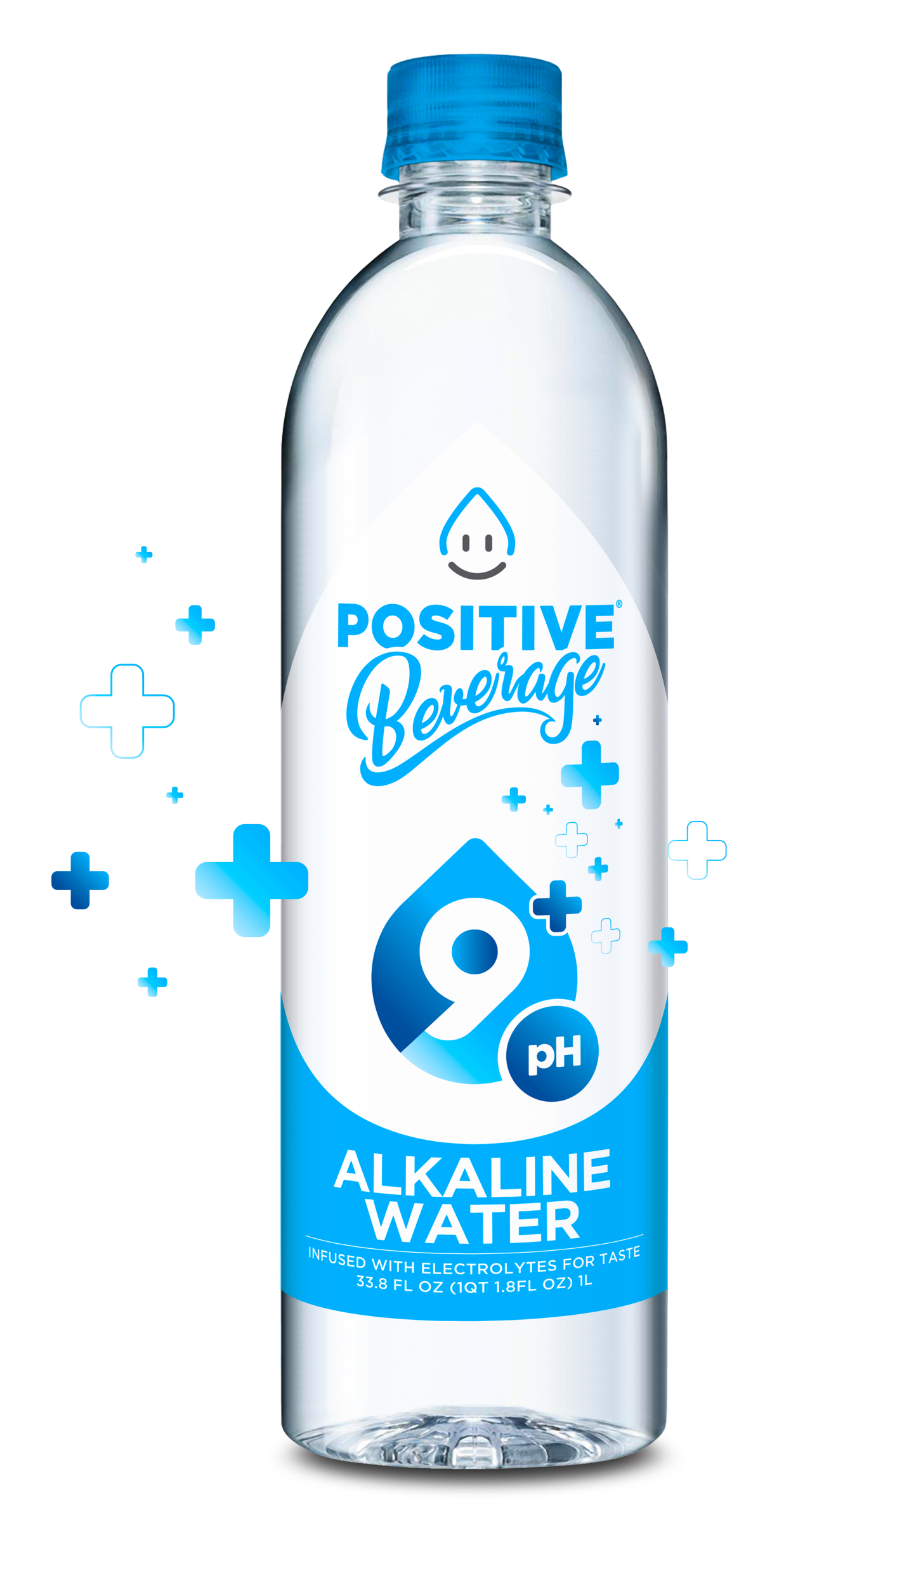 POSITIVE®
Beverage
9
pH
ALKALINE
WATER
INFUSED WITH ELECTROLYTES FOR TASTE
33.8 FL OZ (1QT 1.8FL OZ) 1L